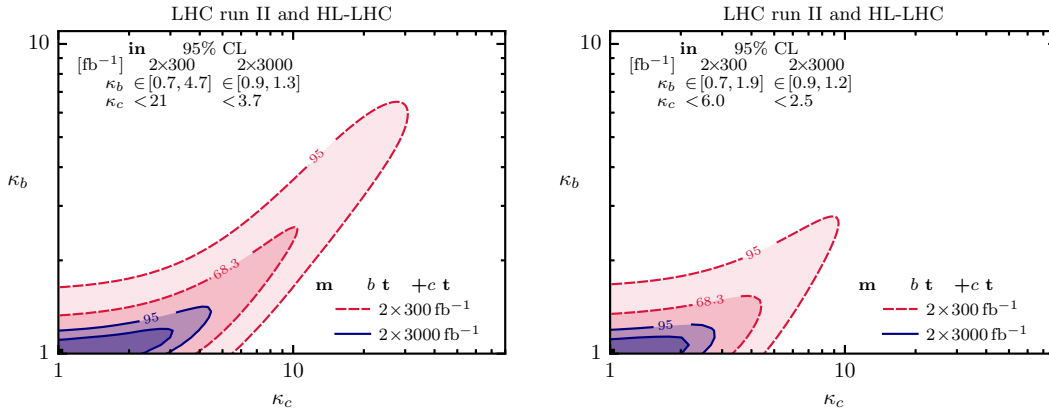 LHC run II and HL-LHC
in 95% CL
[fb⁻¹] 2×300 2×3000
κ_b ∈[0.7, 4.7] ∈[0.9, 1.3]
κ_c <21 <3.7
10
1
κ_b
95
68.3
95
m b t +c t
2×300 fb⁻¹
2×3000 fb⁻¹
1 10
κ_c
LHC run II and HL-LHC
in 95% CL
[fb⁻¹] 2×300 2×3000
κ_b ∈[0.7, 1.9] ∈[0.9, 1.2]
κ_c <6.0 <2.5
10
1
κ_b
95
68.3
95
m b t +c t
2×300 fb⁻¹
2×3000 fb⁻¹
1 10
κ_c